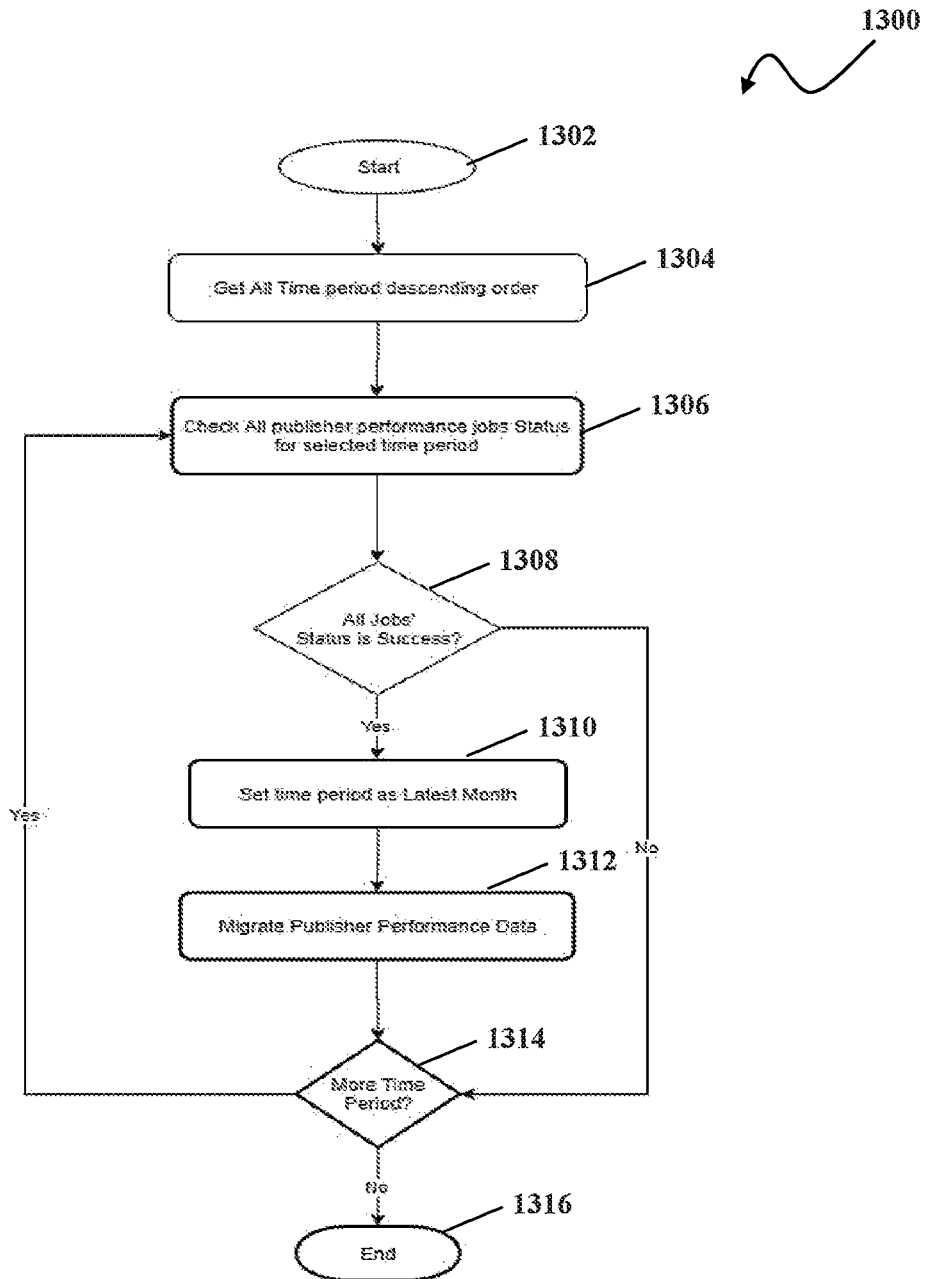 1300
1302
Start
1304
Get All Time period descending order
1306
Check All publisher performance jobs Status
for selected time period
1308
All Jobs'
Status is Success?
Yes
1310
Set time period as Latest Month
Yes
No
1312
Migrate Publisher Performance Data
1314
More Time
Period?
No
1316
End